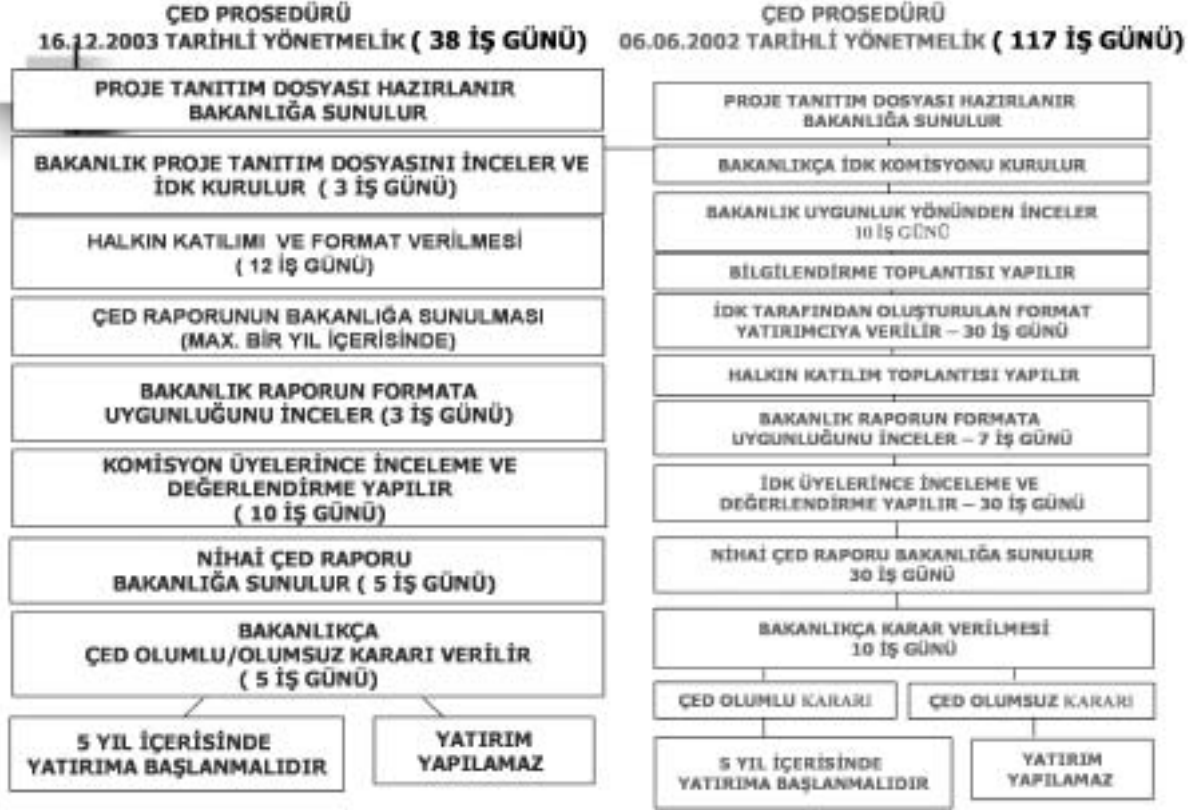 ÇED PROSEDÜRÜ
16.12.2003 TARİHLİ YÖNETMELİK ( 38 İŞ GÜNÜ)
PROJE TANITIM DOSYASI HAZIRLANIR
BAKANLIĞA SUNULUR
BAKANLIK PROJE TANITIM DOSYASINI İNCELER VE
İDK KURULUR ( 3 İŞ GÜNÜ)
HALKIN KATILIMI VE FORMAT VERİLMESİ
( 12 İŞ GÜNÜ)
ÇED RAPORUNUN BAKANLIĞA SUNULMASI
(MAX. BİR YIL İÇERİSİNDE)
BAKANLIK RAPORUN FORMATA
UYGUNLUĞUNU İNCELER (3 İŞ GÜNÜ)
KOMİSYON ÜYELERİNCE İNCELEME VE
DEĞERLENDİRME YAPILIR
( 10 İŞ GÜNÜ)
NİHAİ ÇED RAPORU
BAKANLIĞA SUNULUR ( 5 İŞ GÜNÜ)
BAKANLIKÇA
ÇED OLUMLU/OLUMSUZ KARARI VERİLİR
( 5 İŞ GÜNÜ)
5 YIL İÇERİSİNDE
YATIRIMA BAŞLANMALIDIR
YATIRIM
YAPILAMAZ
ÇED PROSEDÜRÜ
06.06.2002 TARİHLİ YÖNETMELİK ( 117 İŞ GÜNÜ)
PROJE TANITIM DOSYASI HAZIRLANIR
BAKANLIĞA SUNULUR
BAKANLIKÇA İDK KOMİSYONU KURULUR
BAKANLIK UYGUNLUK YÖNÜNDEN İNCELER
10 İŞ GÜNÜ
BİLGİLENDİRME TOPLANTISI YAPILIR
İDK TARAFINDAN OLUŞTURULAN FORMAT
YATIRIMCIYA VERİLİR – 30 İŞ GÜNÜ
HALKIN KATILIM TOPLANTISI YAPILIR
BAKANLIK RAPORUN FORMATA
UYGUNLUĞUNU İNCELER – 7 İŞ GÜNÜ
İDK ÜYELERİNCE İNCELEME VE
DEĞERLENDİRME YAPILIR – 30 İŞ GÜNÜ
NİHAİ ÇED RAPORU BAKANLIĞA SUNULUR
30 İŞ GÜNÜ
BAKANLIKÇA KARAR VERİLMESİ
10 İŞ GÜNÜ
ÇED OLUMLU KARARI
ÇED OLUMSUZ KARARI
5 YIL İÇERİSİNDE
YATIRIMA BAŞLANMALIDIR
YATIRIM
YAPILAMAZ